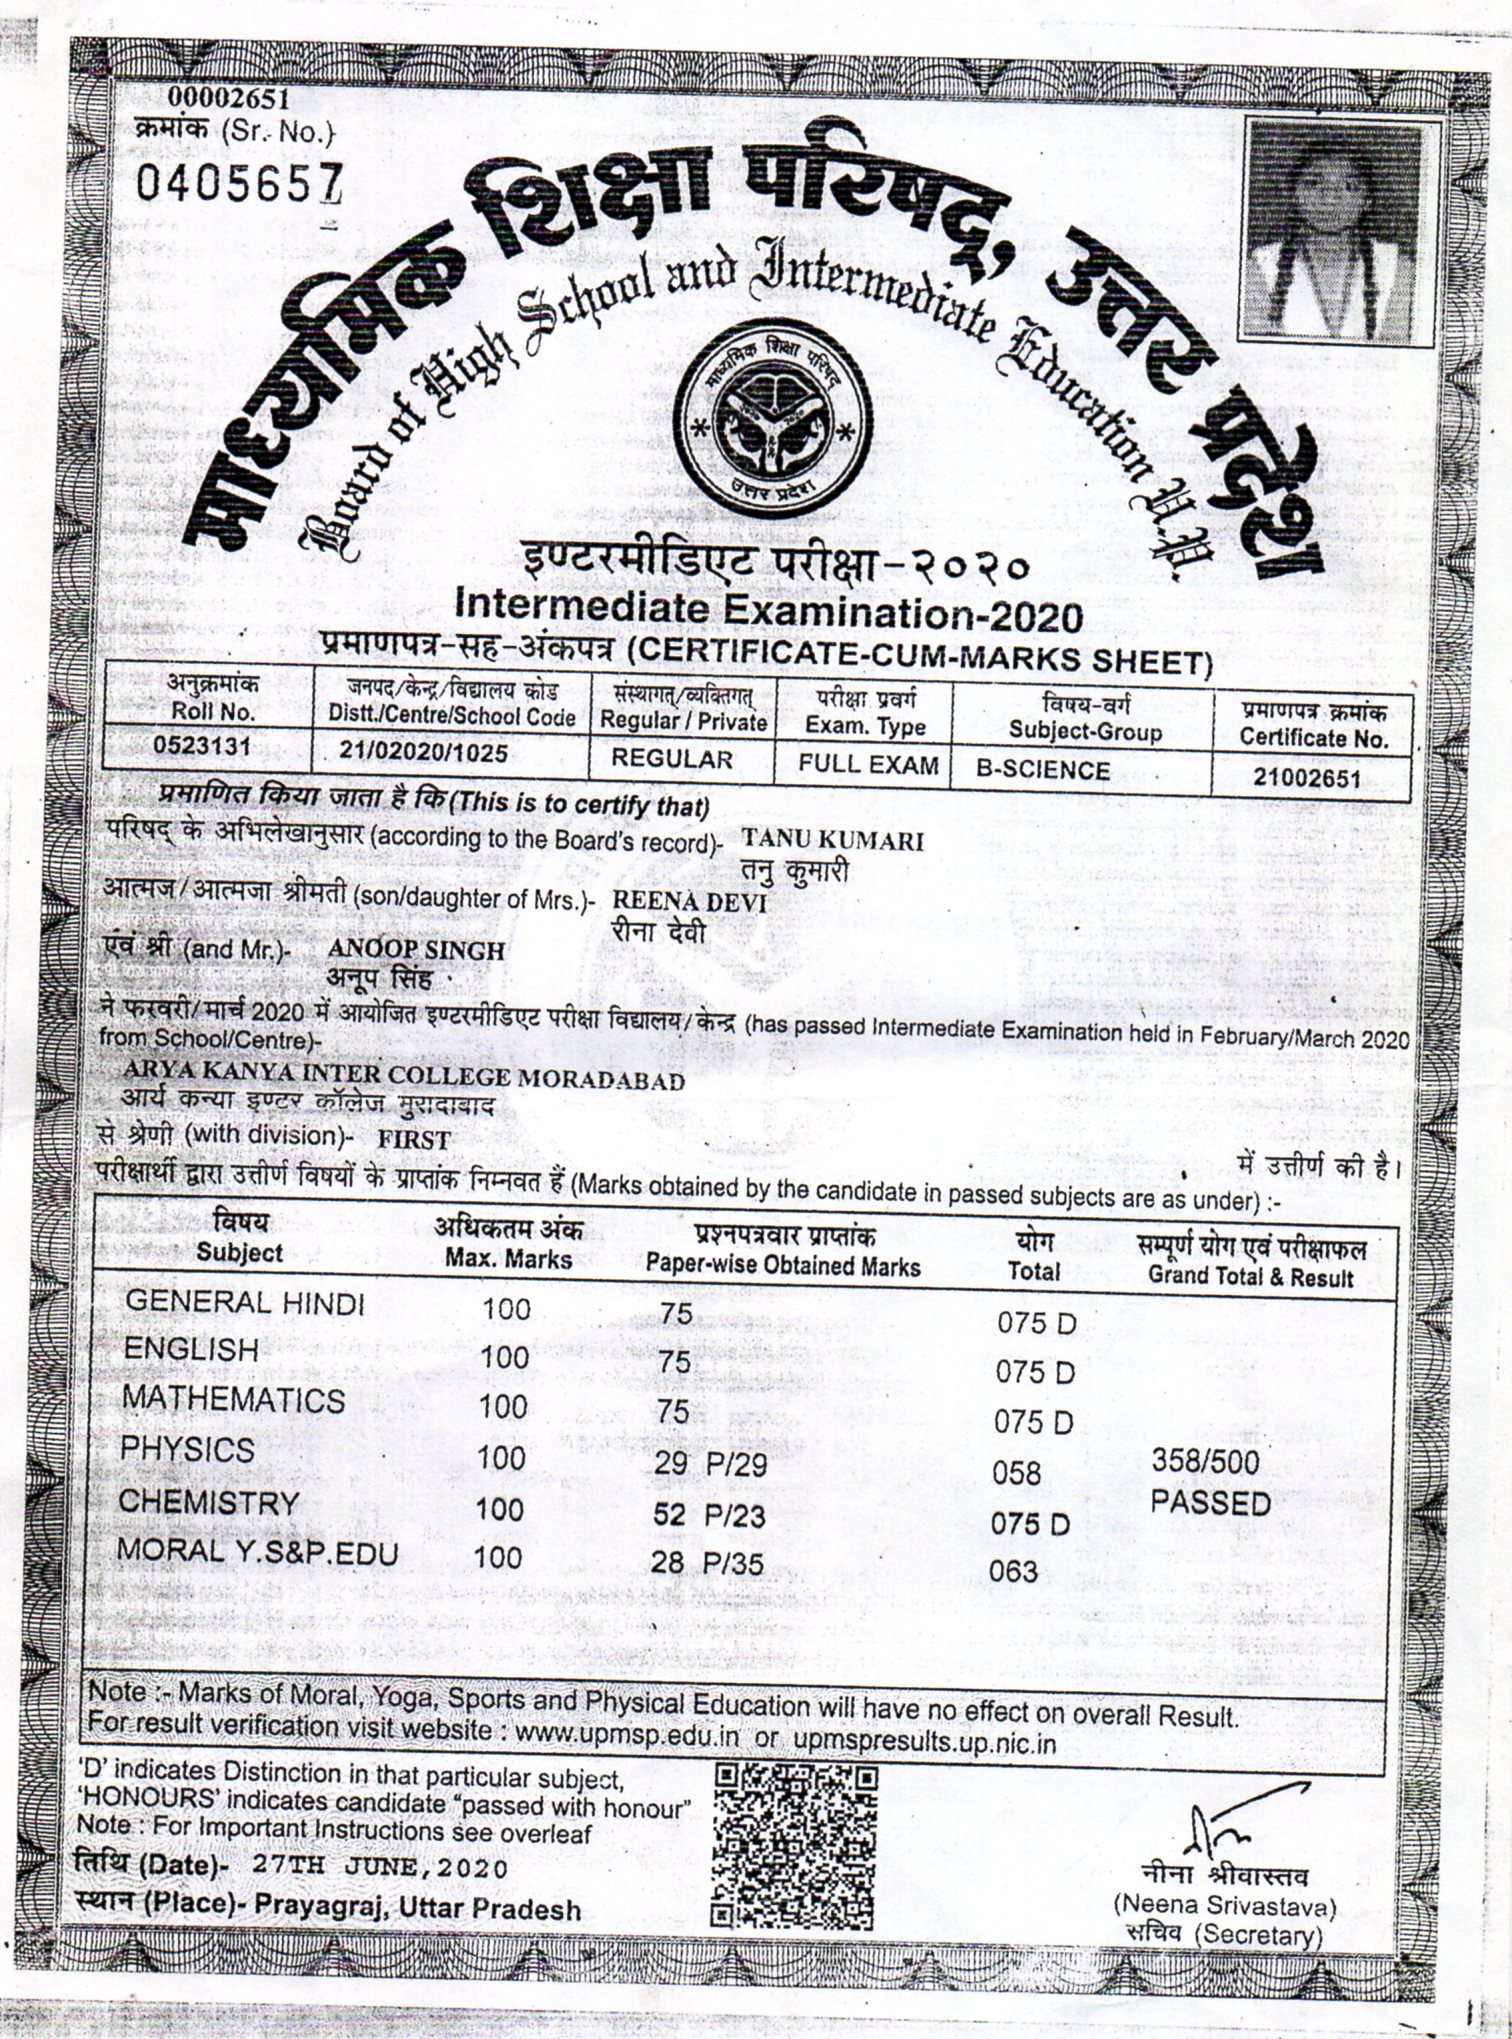 00002651
क्रमांक (Sr. No.)
0405657
माध्यमिक शिक्षा परिषद्, उत्तर प्रदेश
Board of High School and Intermediate Education U.P.
माध्यमिक शिक्षा परिषद
उत्तर प्रदेश
इण्टरमीडिएट परीक्षा-२०२०
Intermediate Examination-2020
प्रमाणपत्र-सह-अंकपत्र (CERTIFICATE-CUM-MARKS SHEET)
अनुक्रमांक जनपद/केन्द्र/विद्यालय कोड संस्थागत्/व्यक्तिगत् परीक्षा प्रवर्ग विषय-वर्ग प्रमाणपत्र क्रमांक
Roll No. Distt./Centre/School Code Regular / Private Exam. Type Subject-Group Certificate No.
0523131 21/02020/1025 REGULAR FULL EXAM B-SCIENCE 21002651
प्रमाणित किया जाता है कि (This is to certify that)
परिषद् के अभिलेखानुसार (according to the Board's record)- TANU KUMARI
तनु कुमारी
आत्मज/आत्मजा श्रीमती (son/daughter of Mrs.)- REENA DEVI
रीना देवी
एवं श्री (and Mr.)- ANOOP SINGH
अनूप सिंह
ने फरवरी/मार्च 2020 में आयोजित इण्टरमीडिएट परीक्षा विद्यालय/केन्द्र (has passed Intermediate Examination held in February/March 2020
from School/Centre)-
ARYA KANYA INTER COLLEGE MORADABAD
आर्य कन्या इण्टर कॉलेज मुरादाबाद
से श्रेणी (with division)- FIRST
में उत्तीर्ण की है।
परीक्षार्थी द्वारा उत्तीर्ण विषयों के प्राप्तांक निम्नवत हैं (Marks obtained by the candidate in passed subjects are as under) :-
विषय अधिकतम अंक प्रश्नपत्रवार प्राप्तांक योग सम्पूर्ण योग एवं परीक्षाफल
Subject Max. Marks Paper-wise Obtained Marks Total Grand Total & Result
GENERAL HINDI 100 75 075 D
ENGLISH 100 75 075 D
MATHEMATICS 100 75 075 D
PHYSICS 100 29 P/29 058 358/500
CHEMISTRY 100 52 P/23 075 D PASSED
MORAL Y.S&P.EDU 100 28 P/35 063
Note :- Marks of Moral, Yoga, Sports and Physical Education will have no effect on overall Result.
For result verification visit website : www.upmsp.edu.in or upmspresults.up.nic.in
'D' indicates Distinction in that particular subject,
'HONOURS' indicates candidate "passed with honour"
Note : For Important Instructions see overleaf
तिथि (Date)- 27TH JUNE, 2020
स्थान (Place)- Prayagraj, Uttar Pradesh
नीना श्रीवास्तव
(Neena Srivastava)
सचिव (Secretary)